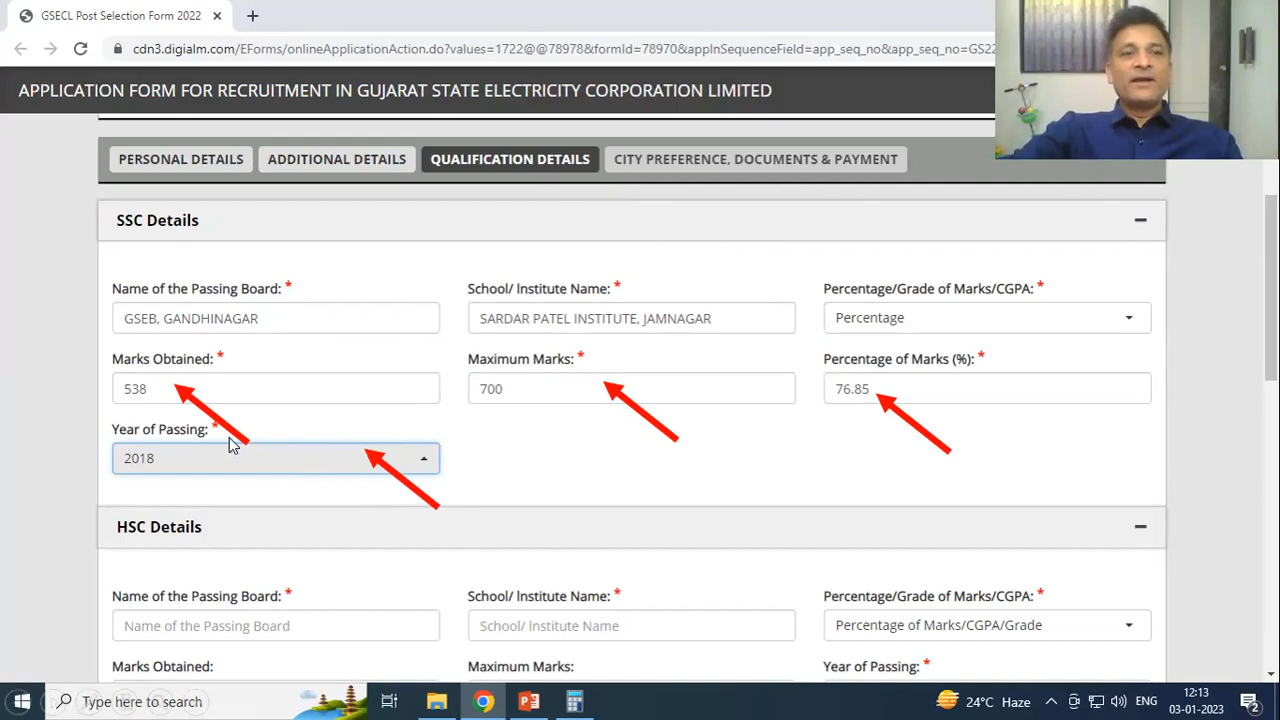 GSECL Post Selection Form 2022
cdn3.digialm.com/EForms/onlineApplicationAction.do?values=1722@@78978&formId=78970&appInSequenceField=app_seq_no&app_seq_no=GS22
APPLICATION FORM FOR RECRUITMENT IN GUJARAT STATE ELECTRICITY CORPORATION LIMITED
PERSONAL DETAILS ADDITIONAL DETAILS QUALIFICATION DETAILS CITY PREFERENCE, DOCUMENTS & PAYMENT
SSC Details
Name of the Passing Board: * School/ Institute Name: * Percentage/Grade of Marks/CGPA: *
GSEB, GANDHINAGAR SARDAR PATEL INSTITUTE, JAMNAGAR Percentage
Marks Obtained: * Maximum Marks: * Percentage of Marks (%): *
538 700 76.85
Year of Passing: *
2018
HSC Details
Name of the Passing Board: * School/ Institute Name: * Percentage/Grade of Marks/CGPA: *
Name of the Passing Board School/ Institute Name Percentage of Marks/CGPA/Grade
Marks Obtained: Maximum Marks: Year of Passing: *
Type here to search 24°C Haze ENG 12:13
03-01-2023 2